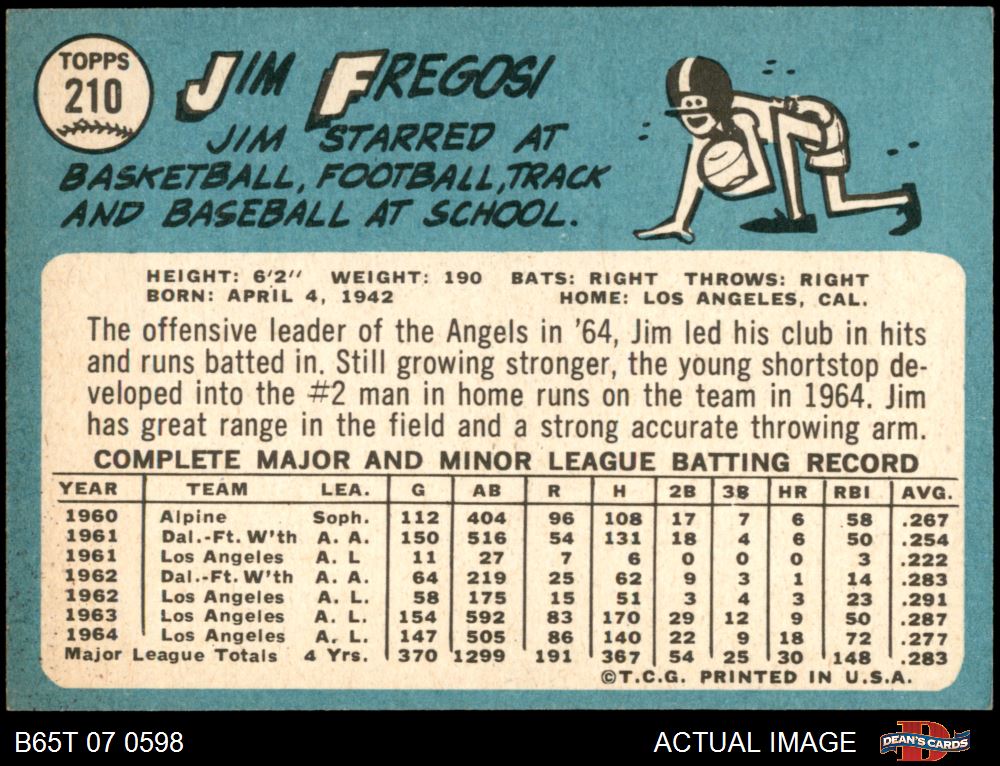 TOPPS
210
JIM FREGOSI
JIM STARRED AT
BASKETBALL, FOOTBALL, TRACK
AND BASEBALL AT SCHOOL.
HEIGHT: 6'2" WEIGHT: 190 BATS: RIGHT THROWS: RIGHT
BORN: APRIL 4, 1942 HOME: LOS ANGELES, CAL.
The offensive leader of the Angels in '64, Jim led his club in hits
and runs batted in. Still growing stronger, the young shortstop de-
veloped into the #2 man in home runs on the team in 1964. Jim
has great range in the field and a strong accurate throwing arm.
COMPLETE MAJOR AND MINOR LEAGUE BATTING RECORD
YEAR TEAM LEA. G AB R H 2B 3B HR RBI AVG.
1960 Alpine Soph. 112 404 96 108 17 7 6 58 .267
1961 Dal.-Ft. W'th A. A. 150 516 54 131 18 4 6 50 .254
1961 Los Angeles A. L 11 27 7 6 0 0 0 3 .222
1962 Dal.-Ft. W'th A. A. 64 219 25 62 9 3 1 14 .283
1962 Los Angeles A. L. 58 175 15 51 3 4 3 23 .291
1963 Los Angeles A. L. 154 592 83 170 29 12 9 50 .287
1964 Los Angeles A. L. 147 505 86 140 22 9 18 72 .277
Major League Totals 4 Yrs. 370 1299 191 367 54 25 30 148 .283
©T.C.G. PRINTED IN U.S.A.
B65T 07 0598 ACTUAL IMAGE D DEAN'S CARDS